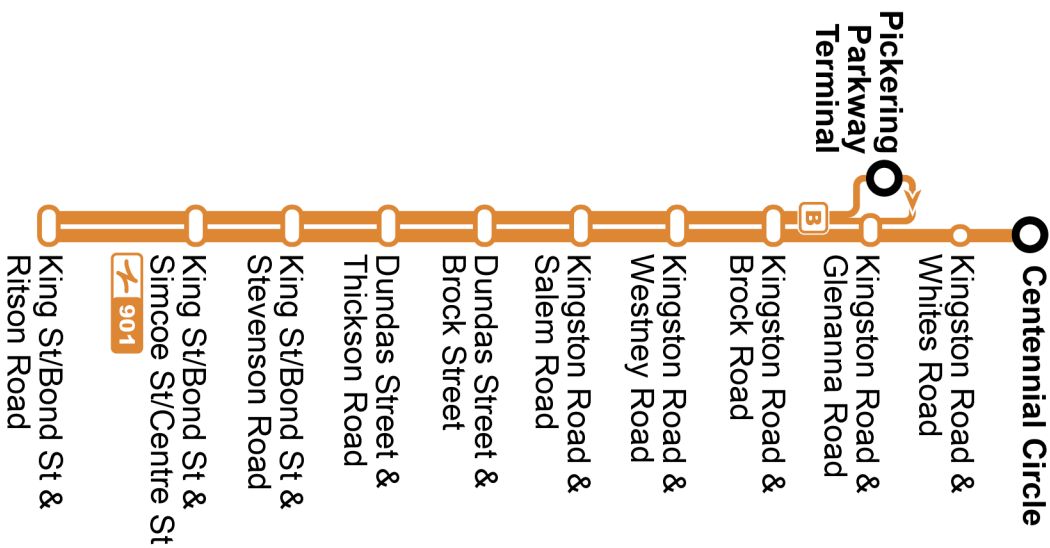 Centennial Circle
Kingston Road &
Whites Road
Pickering
Parkway
Terminal
Kingston Road &
Glenanna Road
B
Kingston Road &
Brock Road
Kingston Road &
Westney Road
Kingston Road &
Salem Road
Dundas Street &
Brock Street
Dundas Street &
Thickson Road
King St/Bond St &
Stevenson Road
King St/Bond St &
Simcoe St/Centre St
901
King St/Bond St &
Ritson Road